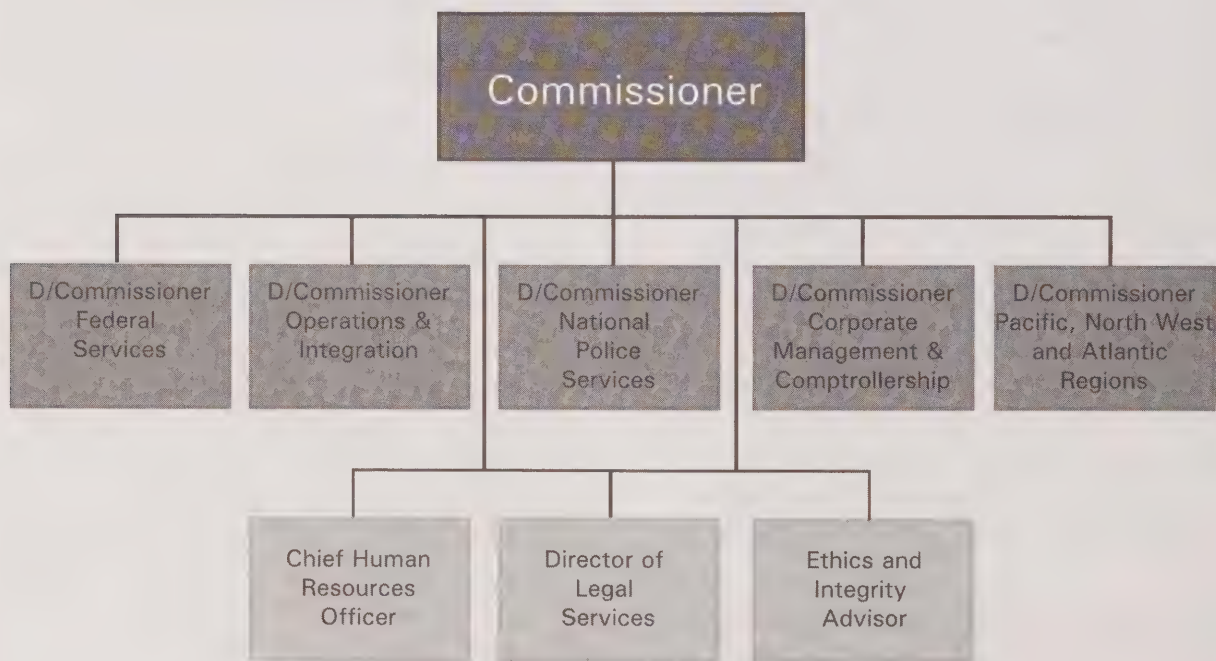 Commissioner
D/Commissioner
Federal
Services
D/Commissioner
Operations &
Integration
D/Commissioner
National
Police
Services
D/Commissioner
Corporate
Management &
Comptrollership
D/Commissioner
Pacific, North West
and Atlantic
Regions
Chief Human
Resources
Officer
Director of
Legal
Services
Ethics and
Integrity
Advisor